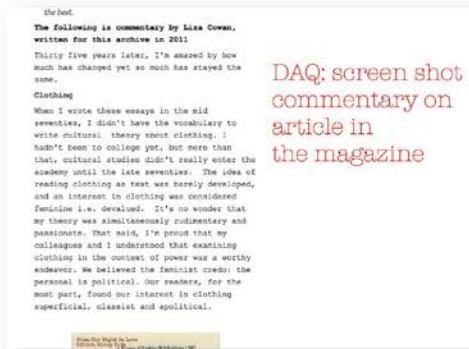 the best.
The following is commentary by Liza Cowan,
written for this archive in 2011
Thirty five years later, I'm amazed by how
much has changed yet so much has stayed the
same.
Clothing
When I wrote these essays in the mid
seventies, I didn't have the vocabulary to
write cultural theory about clothing. I
hadn't been to college yet, but more than
that, cultural studies didn't really enter the
academy until the late seventies. The idea of
reading clothing as text was barely developed,
and an interest in clothing was considered
feminine i.e. devalued. It's no wonder that
my theory was simultaneously rudimentary and
passionate. That said, I'm proud that my
colleagues and I understood that examining
clothing in the context of power was a worthy
endeavor. We believed the feminist credo: the
personal is political. Our readers, for the
most part, found our interest in clothing
superficial, classist and apolitical.
DAQ: screen shot
commentary on
article in
the magazine